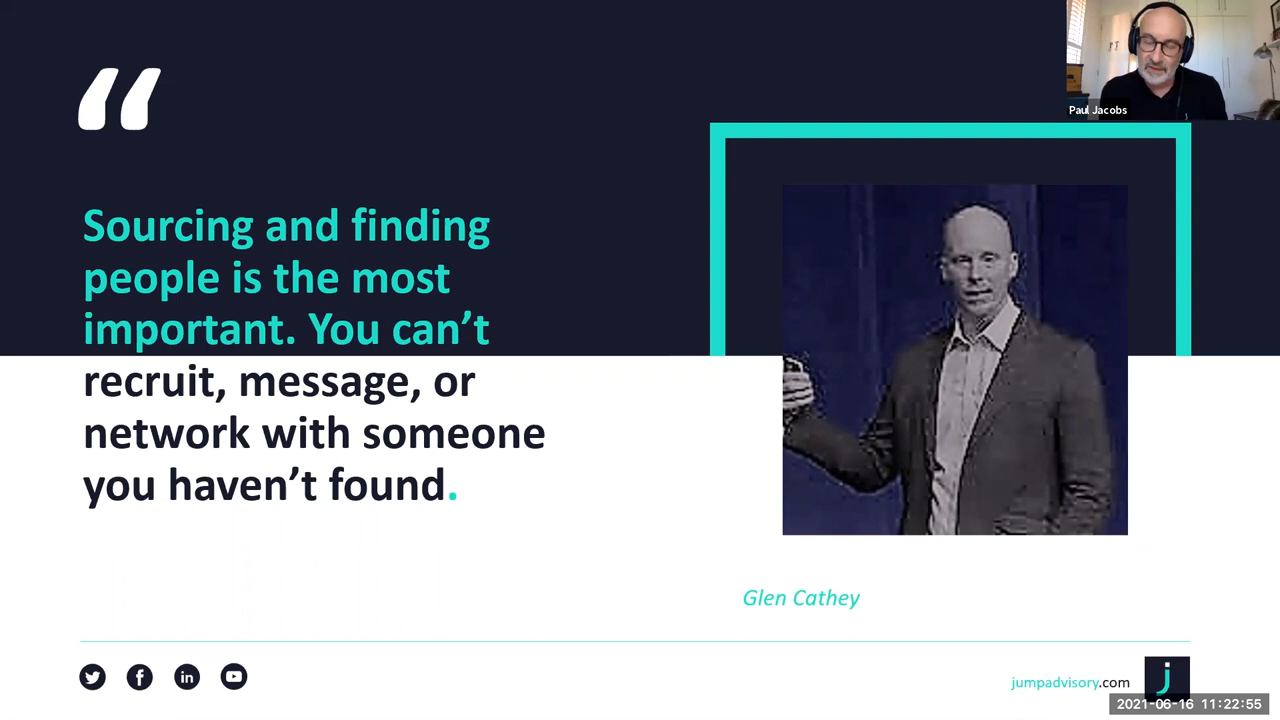 “
Paul Jacobs
Sourcing and finding
people is the most
important. You can’t
recruit, message, or
network with someone
you haven’t found.
Glen Cathey
jumpadvisory.com
j
2021-06-16 11:22:55